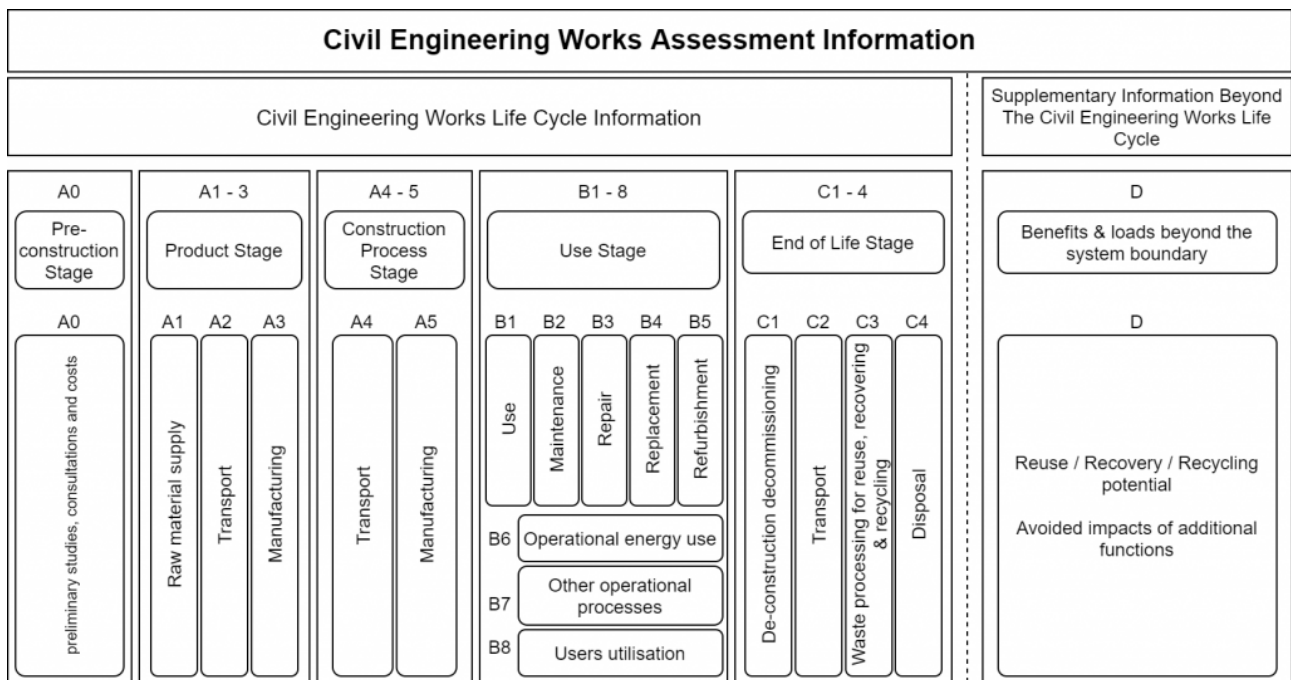 Civil Engineering Works Assessment Information
Civil Engineering Works Life Cycle Information
Supplementary Information Beyond
The Civil Engineering Works Life
Cycle
A0
Pre-
construction
Stage
A1 - 3
Product Stage
A4 - 5
Construction
Process
Stage
B1 - 8
Use Stage
C1 - 4
End of Life Stage
D
Benefits & loads beyond the
system boundary
A0
preliminary studies, consultations and costs
A1
Raw material supply
A2
Transport
A3
Manufacturing
A4
Transport
A5
Manufacturing
B1
Use
B2
Maintenance
B3
Repair
B4
Replacement
B5
Refurbishment
B6
Operational energy use
B7
Other operational
processes
B8
Users utilisation
C1
De-construction decommissioning
C2
Transport
C3
Waste processing for reuse, recovering
& recycling
C4
Disposal
D
Reuse / Recovery / Recycling
potential
Avoided impacts of additional
functions